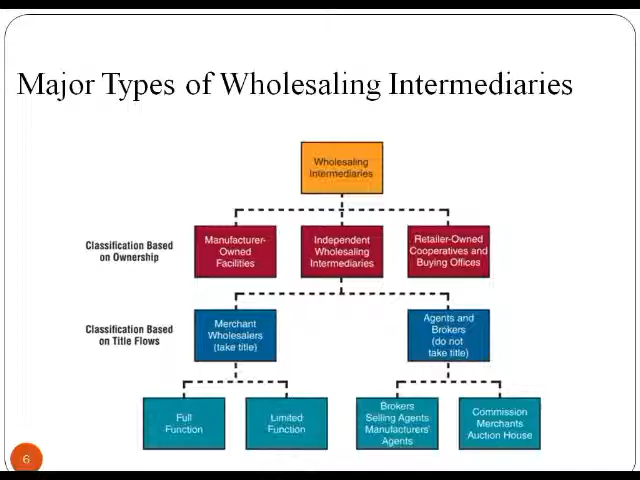 Major Types of Wholesaling Intermediaries
Wholesaling
Intermediaries
Classification Based
on Ownership
Manufacturer-
Owned
Facilities
Independent
Wholesaling
Intermediaries
Retailer-Owned
Cooperatives and
Buying Offices
Classification Based
on Title Flows
Merchant
Wholesalers
(take title)
Agents and
Brokers
(do not
take title)
Full
Function
Limited
Function
Brokers
Selling Agents
Manufacturers'
Agents
Commission
Merchants
Auction House
6